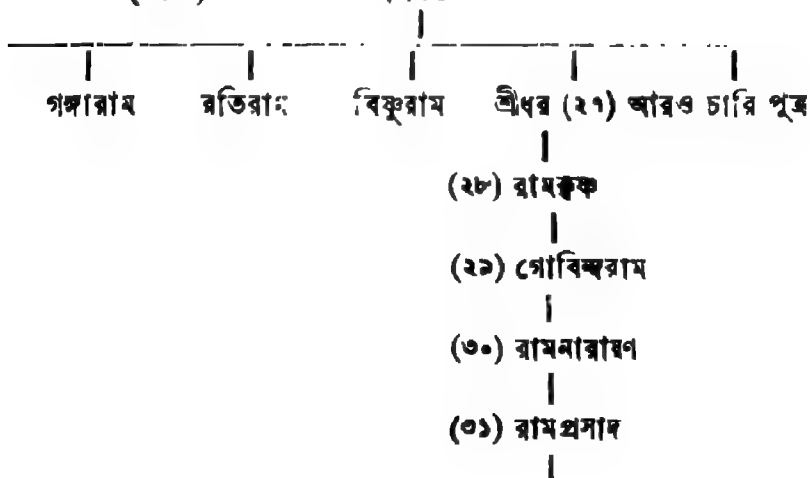 গঙ্গারাম রতিরাম বিষ্ণুরাম শ্রীধর (২৭) আরও চারি পুত্র
(২৮) রামকৃষ্ণ
(২৯) গোবিন্দরাম
(৩০) রামনারায়ণ
(৩১) রামপ্রসাদ